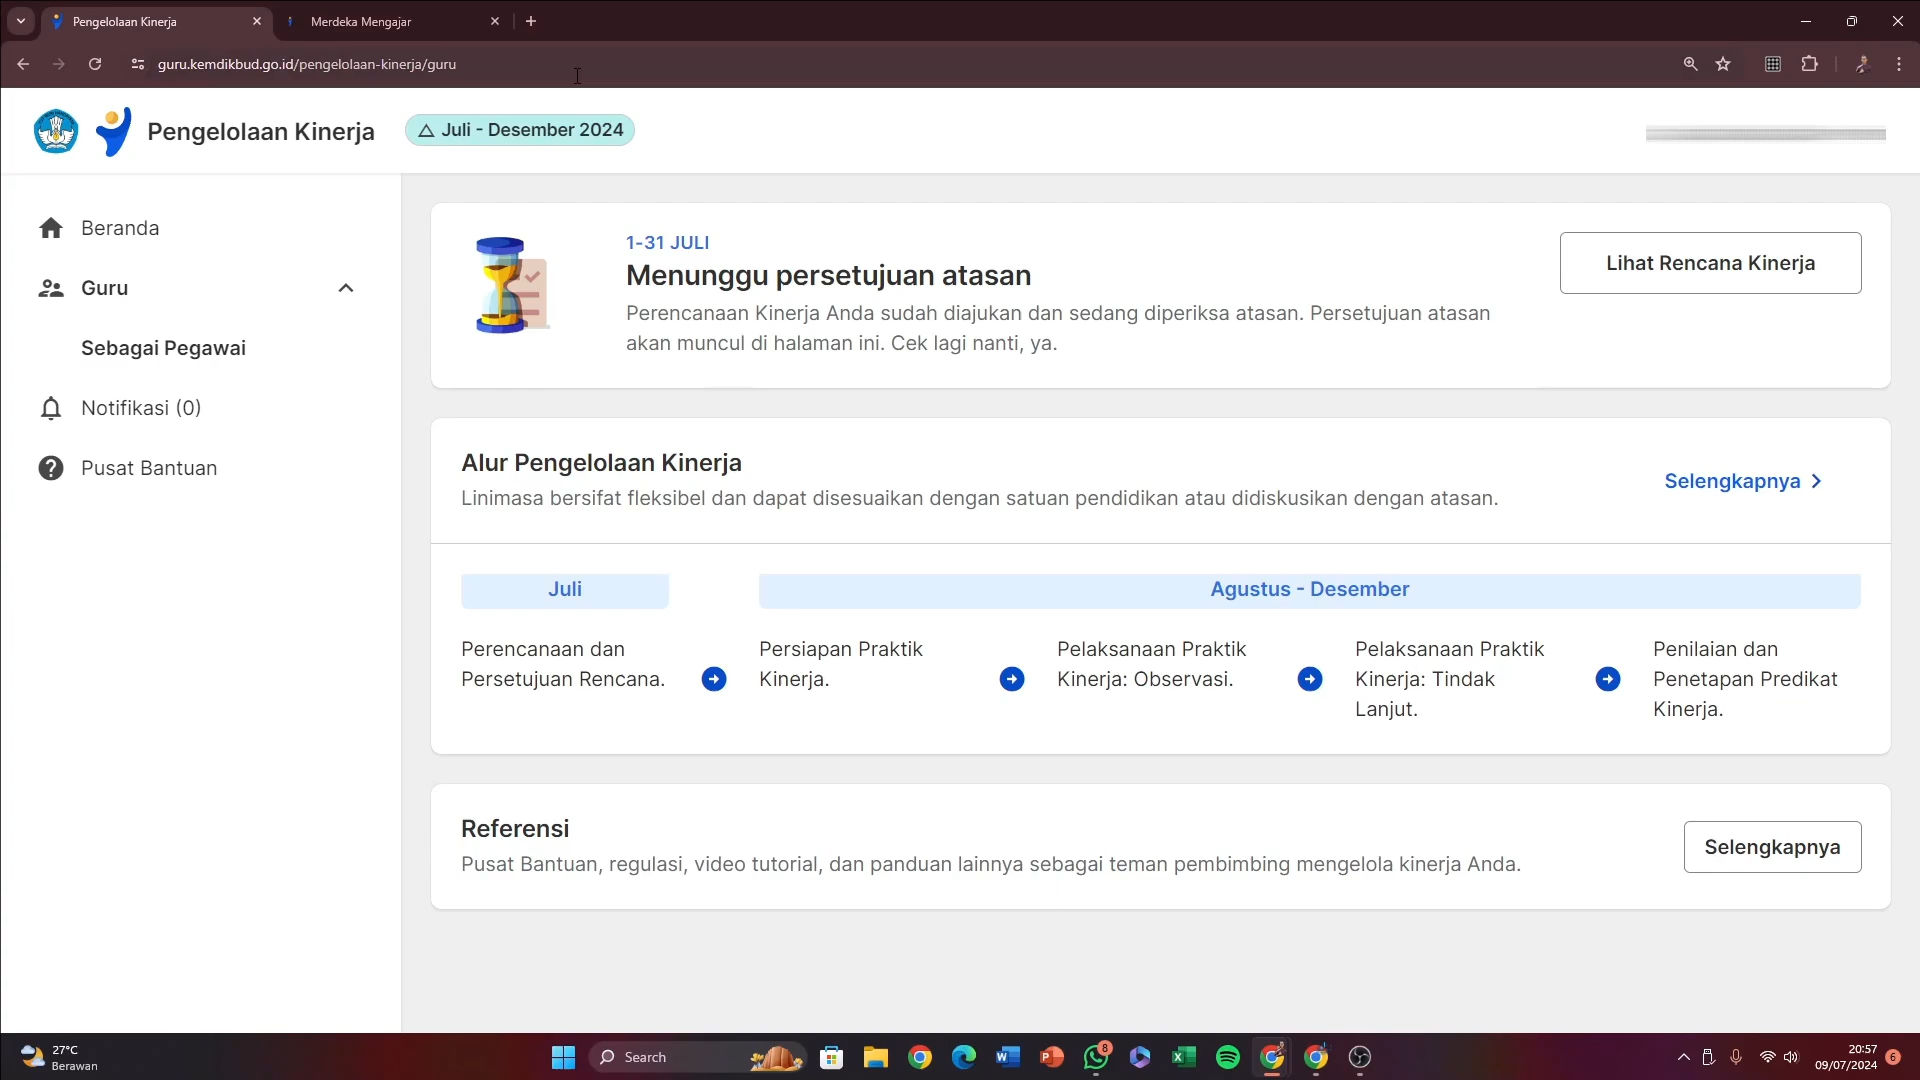 Pengelolaan Kinerja
Merdeka Mengajar
guru.kemdikbud.go.id/pengelolaan-kinerja/guru
Pengelolaan Kinerja
Juli - Desember 2024
Beranda
Guru
Sebagai Pegawai
Notifikasi (0)
Pusat Bantuan
1-31 JULI
Menunggu persetujuan atasan
Perencanaan Kinerja Anda sudah diajukan dan sedang diperiksa atasan. Persetujuan atasan
akan muncul di halaman ini. Cek lagi nanti, ya.
Lihat Rencana Kinerja
Alur Pengelolaan Kinerja
Linimasa bersifat fleksibel dan dapat disesuaikan dengan satuan pendidikan atau didiskusikan dengan atasan.
Selengkapnya
Juli
Agustus - Desember
Perencanaan dan
Persetujuan Rencana.
Persiapan Praktik
Kinerja.
Pelaksanaan Praktik
Kinerja: Observasi.
Pelaksanaan Praktik
Kinerja: Tindak
Lanjut.
Penilaian dan
Penetapan Predikat
Kinerja.
Referensi
Pusat Bantuan, regulasi, video tutorial, dan panduan lainnya sebagai teman pembimbing mengelola kinerja Anda.
Selengkapnya
27°C
Berawan
Search
8
20:57
09/07/2024
6